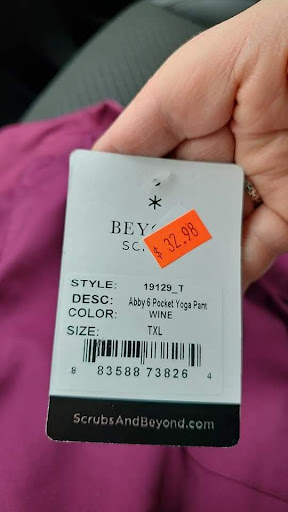 *
BEY
SC
$ 32.98
STYLE: 19129_T
DESC: Abby 6 Pocket Yoga Pant
COLOR: WINE
SIZE: TXL
8 83588 73826 4
ScrubsAndBeyond.com